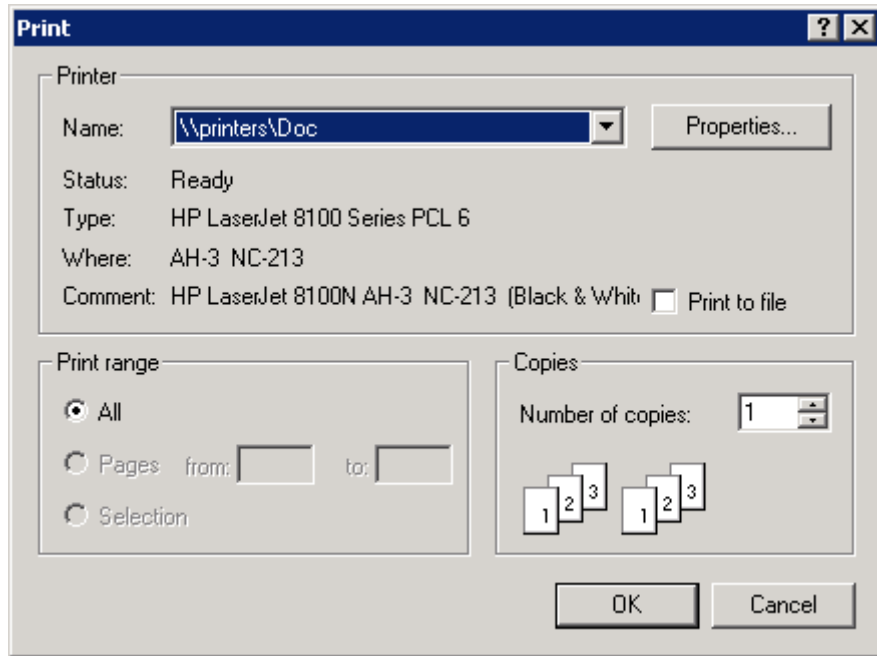 Print
Printer
Name: \\printers\Doc Properties...
Status: Ready
Type: HP LaserJet 8100 Series PCL 6
Where: AH-3 NC-213
Comment: HP LaserJet 8100N AH-3 NC-213 (Black & Whit Print to file
Print range
All
Pages from: to:
Selection
Copies
Number of copies: 1
1 2 3 1 2 3
OK Cancel